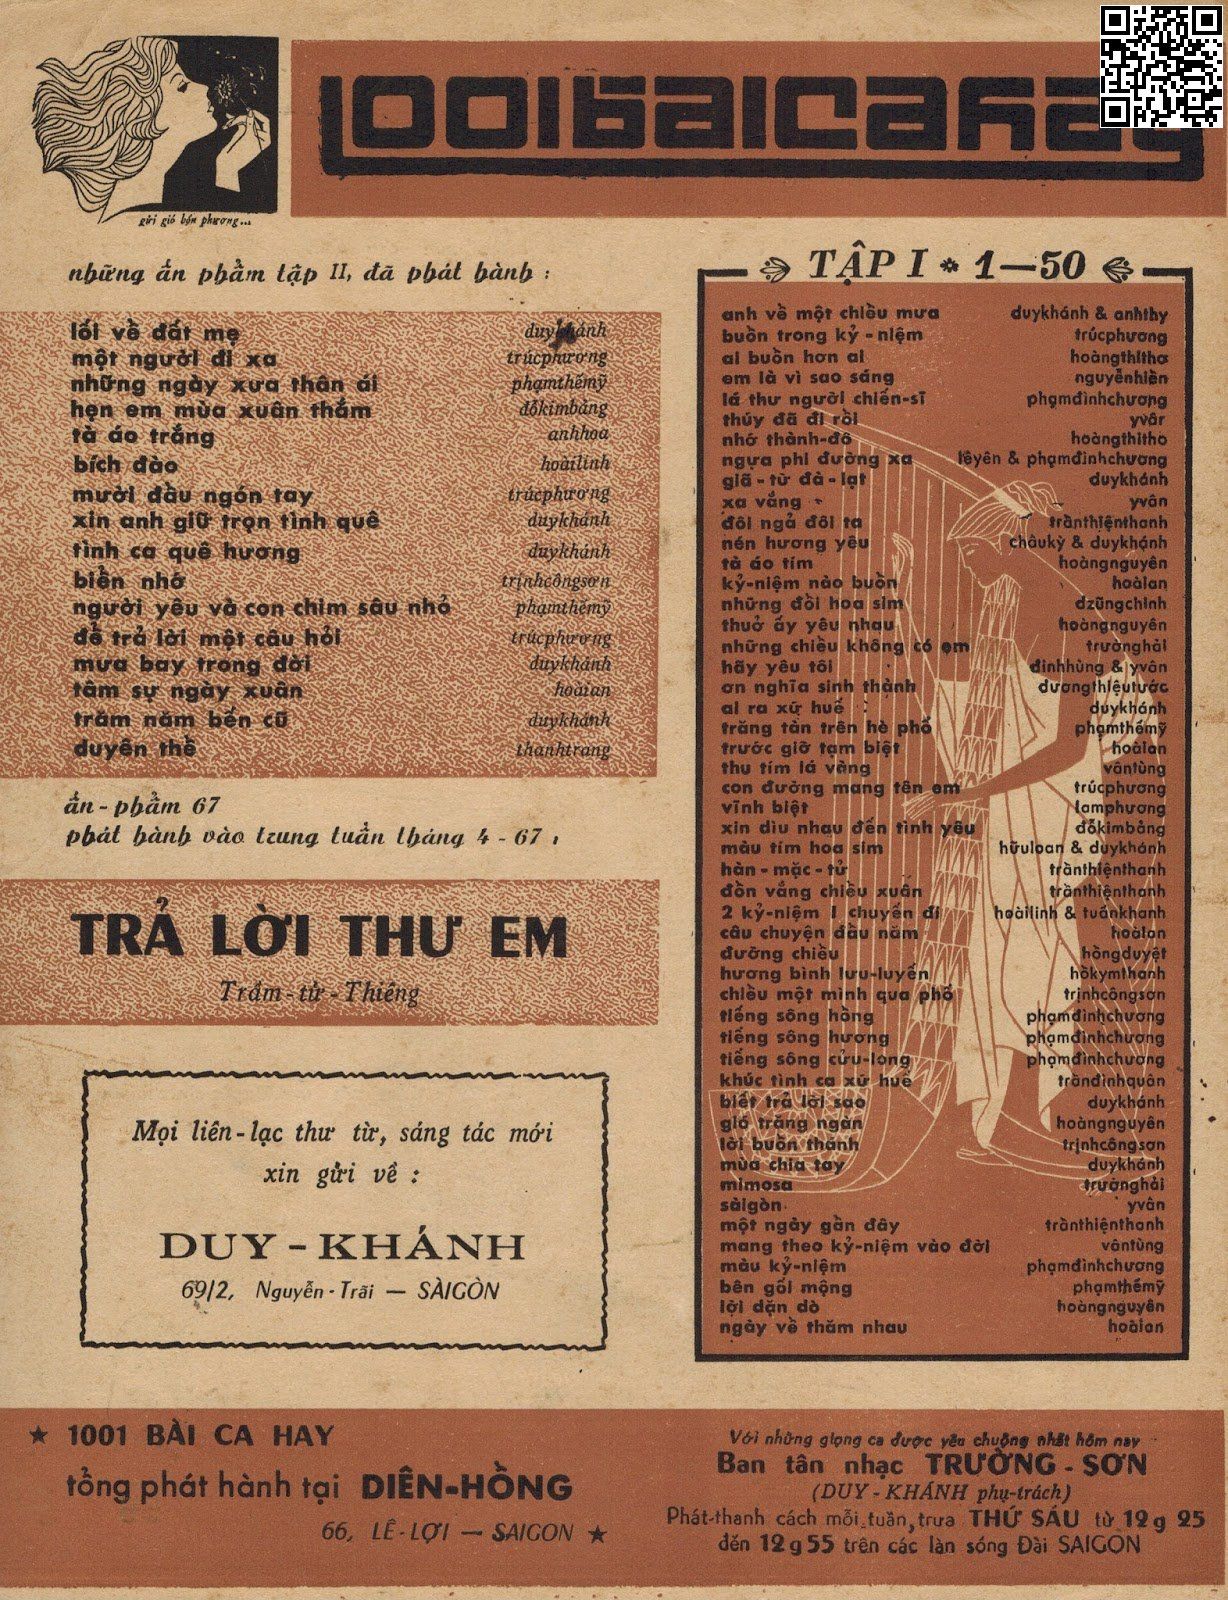 1001 bài ca hay
gửi gió bốn phương...
những ấn phẩm tập II, đã phát hành :
lối về đất mẹ duykhánh
một người đi xa trúcphương
những ngày xưa thân ái phạmthếmỹ
hẹn em mùa xuân thắm đỗkimbảng
tà áo trắng anhhoa
bích đào hoàilinh
mười đầu ngón tay trúcphương
xin anh giữ trọn tình quê duykhánh
tình ca quê hương duykhánh
biển nhớ trịnhcôngsơn
người yêu và con chim sâu nhỏ phạmthếmỹ
để trả lời một câu hỏi trúcphương
mưa bay trong đời duykhánh
tâm sự ngày xuân hoàian
trăm năm bến cũ duykhánh
duyên thề thanhtrang
ấn-phẩm 67
phát hành vào trung tuần tháng 4-67 :
TRẢ LỜI THƯ EM
Trầm-tử-Thiêng
Mọi liên-lạc thư từ, sáng tác mới
xin gửi về :
DUY-KHÁNH
69/2, Nguyễn-Trãi — SÀIGÒN
TẬP I * 1—50
anh về một chiều mưa duykhánh & anhthy
buồn trong kỷ-niệm trúcphương
ai buồn hơn ai hoàngthithơ
em là vì sao sáng nguyễnhiền
lá thư người chiến-sĩ phạmđìnhchương
thúy đã đi rồi yvân
nhớ thành-đô hoàngthithơ
ngựa phi đường xa lêyên & phạmđìnhchương
giã-từ đà-lạt duykhánh
xa vắng yvân
đôi ngả đôi ta trầnthiệnthanh
nén hương yêu châukỳ & duykhánh
tà áo tím hoàngnguyên
kỷ-niệm nào buồn hoàian
những đồi hoa sim dzũngchinh
thuở ấy yêu nhau hoàngnguyên
những chiều không có em trườnghải
hãy yêu tôi đinhhùng & yvân
ơn nghĩa sinh thành dươngthiệutước
ai ra xứ huế duykhánh
trăng tàn trên hè phố phạmthếmỹ
trước giờ tạm biệt hoàian
thu tím lá vàng vântùng
con đường mang tên em trúcphương
vĩnh biệt lamphương
xin dìu nhau đến tình yêu đỗkimbảng
màu tím hoa sim hữuloan & duykhánh
hàn-mặc-tử trầnthiệnthanh
đồn vắng chiều xuân trầnthiệnthanh
2 kỷ-niệm 1 chuyến đi hoàilinh & tuấnkhanh
câu chuyện đầu năm hoàian
đường chiều hồngduyệt
hương bình lưu-luyến hồkymthanh
chiều một mình qua phố trịnhcôngsơn
tiếng sông hồng phạmđìnhchương
tiếng sông hương phạmđìnhchương
tiếng sông cửu-long phạmđìnhchương
khúc tình ca xứ huế trầnđìnhquân
biết trả lời sao duykhánh
gió trăng ngàn hoàngnguyên
lời buồn thánh trịnhcôngsơn
mùa chia tay duykhánh
mimosa trườnghải
sàigòn yvân
một ngày gần đây trầnthiệnthanh
mang theo kỷ-niệm vào đời vântùng
màu kỷ-niệm phạmđìnhchương
bên gối mộng phạmthếmỹ
lời dặn dò hoàngnguyên
ngày về thăm nhau hoàian
★ 1001 BÀI CA HAY
tổng phát hành tại DIÊN-HỒNG
66, LÊ-LỢI — SAIGON ★
Với những giọng ca được yêu chuộng nhất hôm nay
Ban tân nhạc TRƯỜNG-SƠN
(DUY-KHÁNH phụ-trách)
Phát-thanh cách mỗi tuần, trưa THỨ SÁU từ 12g25
đến 12g55 trên các làn sóng Đài SAIGON